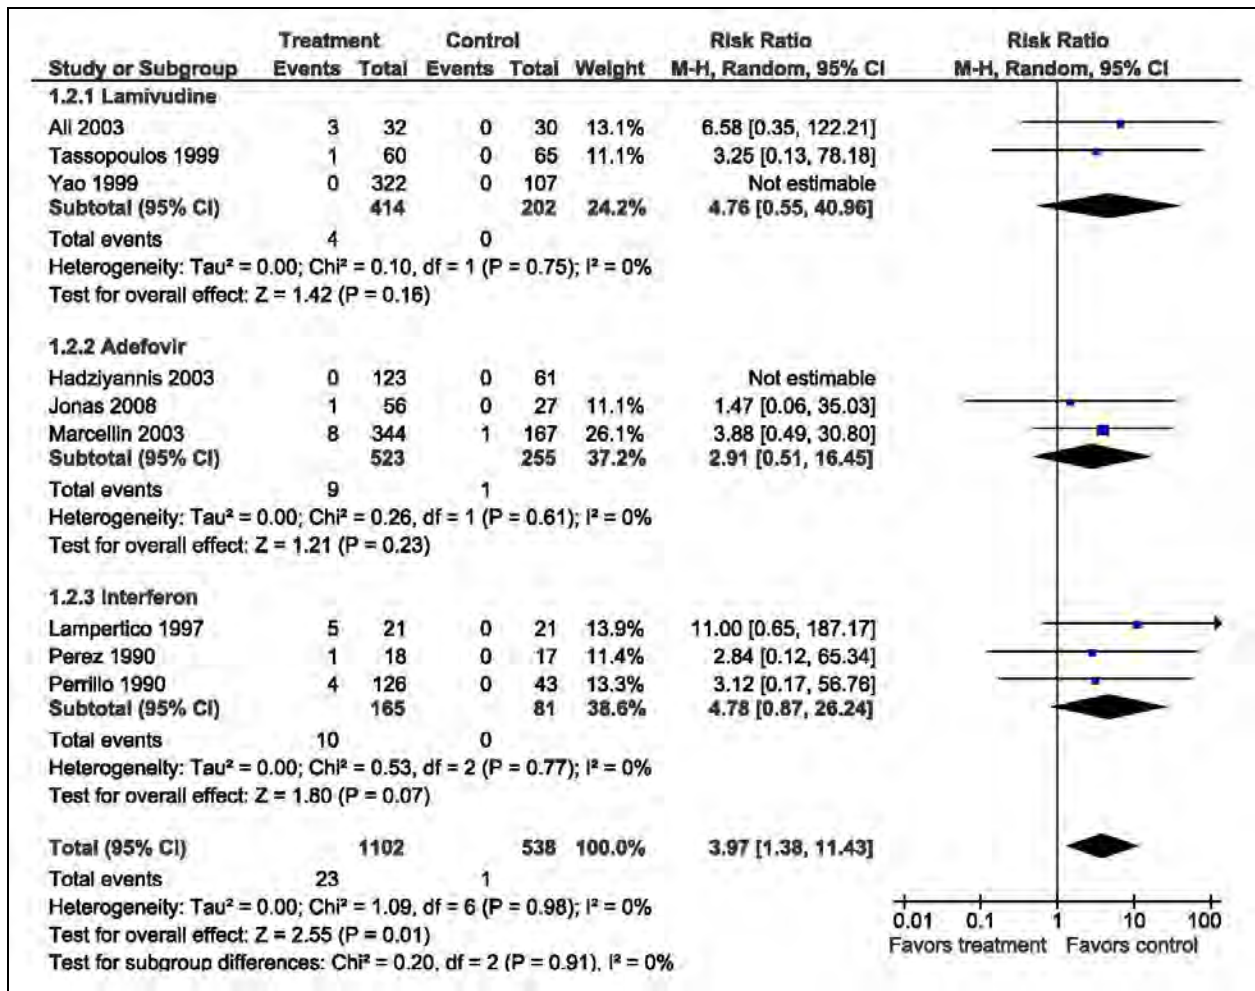 Treatment Control Risk Ratio Risk Ratio
Study or Subgroup Events Total Events Total Weight M-H, Random, 95% CI M-H, Random, 95% CI
1.2.1 Lamivudine
Ali 2003 3 32 0 30 13.1% 6.58 [0.35, 122.21]
Tassopoulos 1999 1 60 0 65 11.1% 3.25 [0.13, 78.18]
Yao 1999 0 322 0 107 Not estimable
Subtotal (95% CI) 414 202 24.2% 4.76 [0.55, 40.96]
Total events 4 0
Heterogeneity: Tau² = 0.00; Chi² = 0.10, df = 1 (P = 0.75); I² = 0%
Test for overall effect: Z = 1.42 (P = 0.16)
1.2.2 Adefovir
Hadziyannis 2003 0 123 0 61 Not estimable
Jonas 2008 1 56 0 27 11.1% 1.47 [0.06, 35.03]
Marcellin 2003 8 344 1 167 26.1% 3.88 [0.49, 30.80]
Subtotal (95% CI) 523 255 37.2% 2.91 [0.51, 16.45]
Total events 9 1
Heterogeneity: Tau² = 0.00; Chi² = 0.26, df = 1 (P = 0.61); I² = 0%
Test for overall effect: Z = 1.21 (P = 0.23)
1.2.3 Interferon
Lampertico 1997 5 21 0 21 13.9% 11.00 [0.65, 187.17]
Perez 1990 1 18 0 17 11.4% 2.84 [0.12, 65.34]
Perrillo 1990 4 126 0 43 13.3% 3.12 [0.17, 56.76]
Subtotal (95% CI) 165 81 38.6% 4.78 [0.87, 26.24]
Total events 10 0
Heterogeneity: Tau² = 0.00; Chi² = 0.53, df = 2 (P = 0.77); I² = 0%
Test for overall effect: Z = 1.80 (P = 0.07)
Total (95% CI) 1102 538 100.0% 3.97 [1.38, 11.43]
Total events 23 1
Heterogeneity: Tau² = 0.00; Chi² = 1.09, df = 6 (P = 0.98); I² = 0%
Test for overall effect: Z = 2.55 (P = 0.01)
Test for subgroup differences: Chi² = 0.20, df = 2 (P = 0.91), I² = 0%
0.01 0.1 1 10 100
Favors treatment Favors control